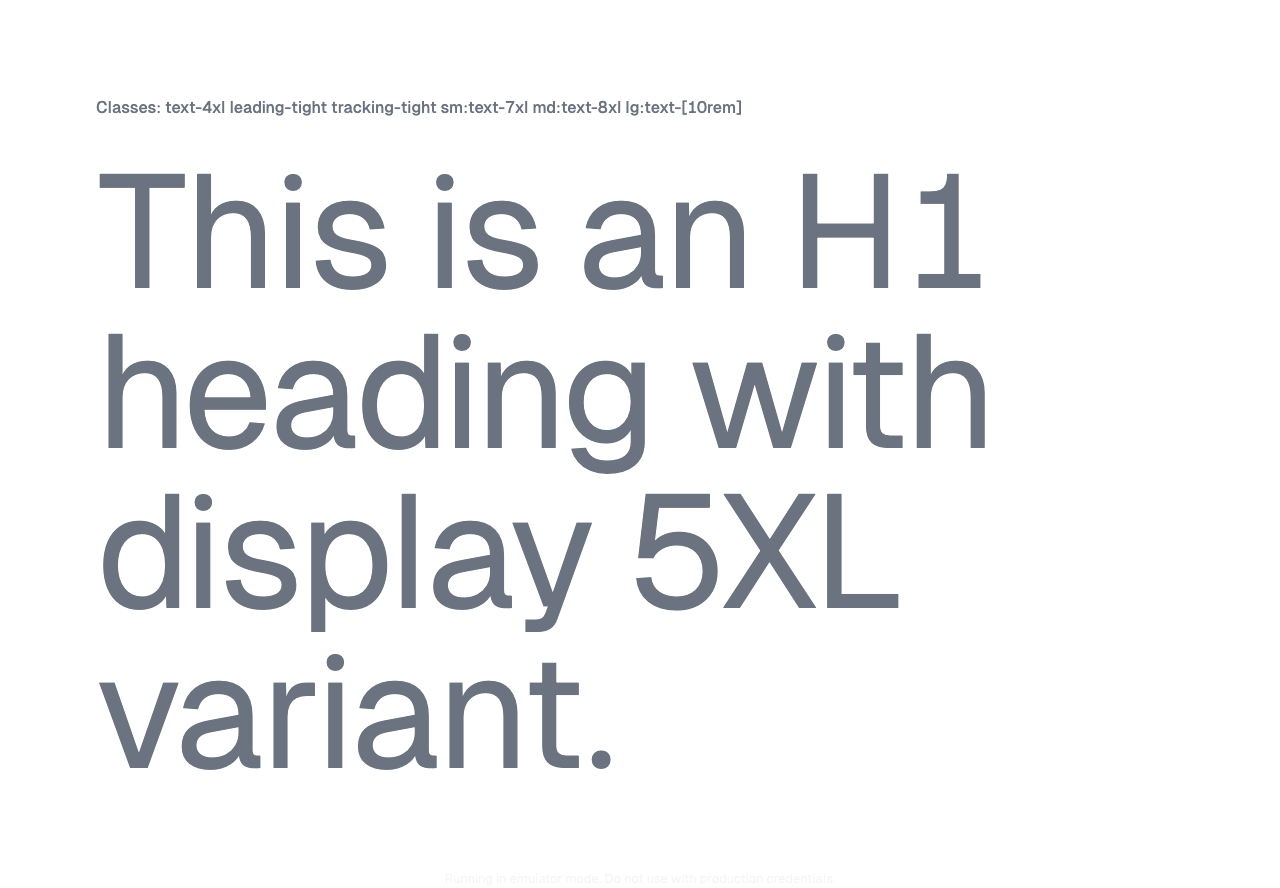 Classes: text-4xl leading-tight tracking-tight sm:text-7xl md:text-8xl lg:text-[10rem]
This is an H1
heading with
display 5XL
variant.
Running in emulator mode. Do not use with production credentials.